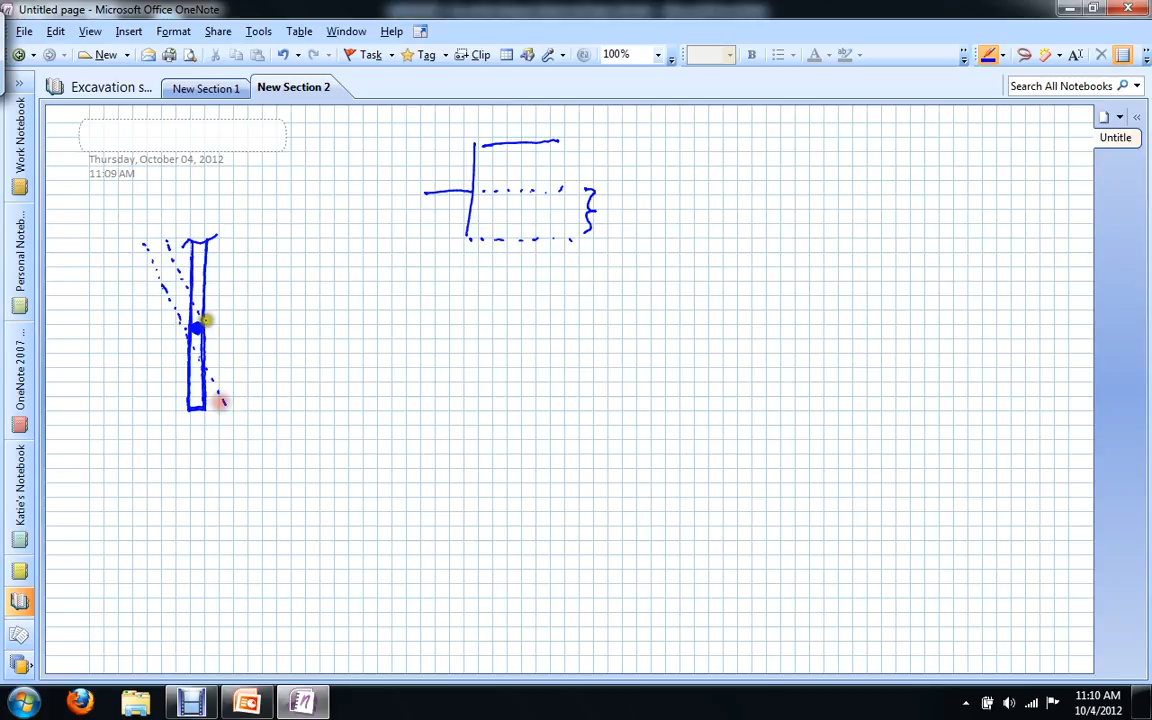 Untitled page - Microsoft Office OneNote
File Edit View Insert Format Share Tools Table Window Help
New Task Tag Clip 100% B A ab
Excavation s... New Section 1 New Section 2 Search All Notebooks
Untitle
Thursday, October 04, 2012
11:09 AM
Work Notebook
Personal Noteb...
OneNote 2007 ...
Katie's Notebook
11:10 AM
10/4/2012